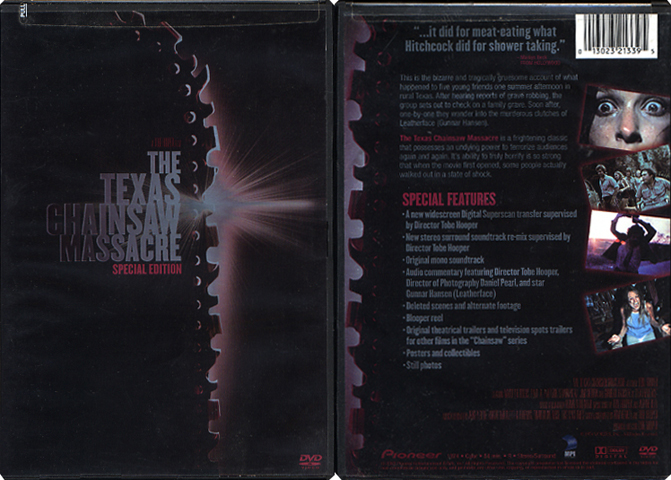 PULL
THE
TEXAS
CHAINSAW
MASSACRE
SPECIAL EDITION
DVD
"...it did for meat-eating what
Hitchcock did for shower taking."
0 13023 21339 5
This is the bizarre and tragically gruesome account of what
happened to five young friends one summer afternoon in
rural Texas. After hearing reports of grave robbing, the
group sets out to check on a family grave. Soon after,
one-by-one they wonder into the murderous clutches of
Leatherface (Gunnar Hansen).
The Texas Chainsaw Massacre is a frightening classic
that possesses an undying power to terrorize audiences
again and again. It's ability to truly horrify is so strong
that when the movie first opened, some people actually
walked out in a state of shock.
SPECIAL FEATURES
• A new widescreen Digital Superscan transfer supervised
by Director Tobe Hooper
• New stereo surround soundtrack re-mix supervised by
Director Tobe Hooper
• Original mono soundtrack
• Audio commentary featuring Director Tobe Hooper,
Director of Photography Daniel Pearl, and star
Gunnar Hansen (Leatherface)
• Deleted scenes and alternate footage
• Blooper reel
• Original theatrical trailers and television spots trailers
for other films in the "Chainsaw" series
• Posters and collectibles
• Still photos
Pioneer
DOLBY
DIGITAL
DVD